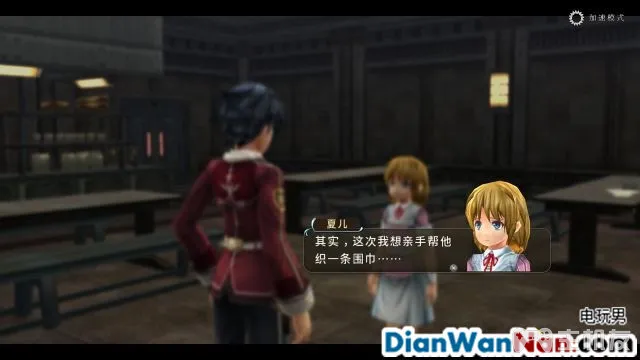 加速模式
夏儿
其实，这次我想亲手帮他
织一条围巾……
电玩男
DianWanNan.com